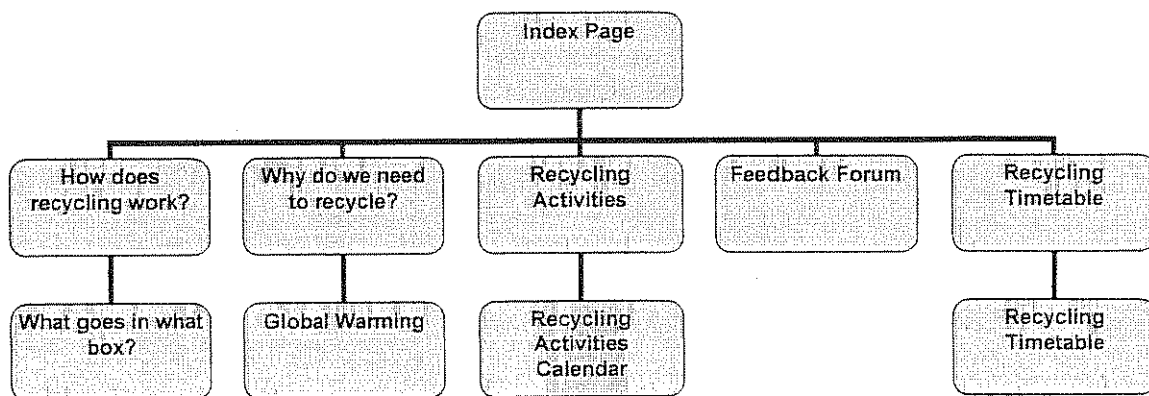 Index Page
How does
recycling work?
Why do we need
to recycle?
Recycling
Activities
Feedback Forum
Recycling
Timetable
What goes in what
box?
Global Warming
Recycling
Activities
Calendar
Recycling
Timetable